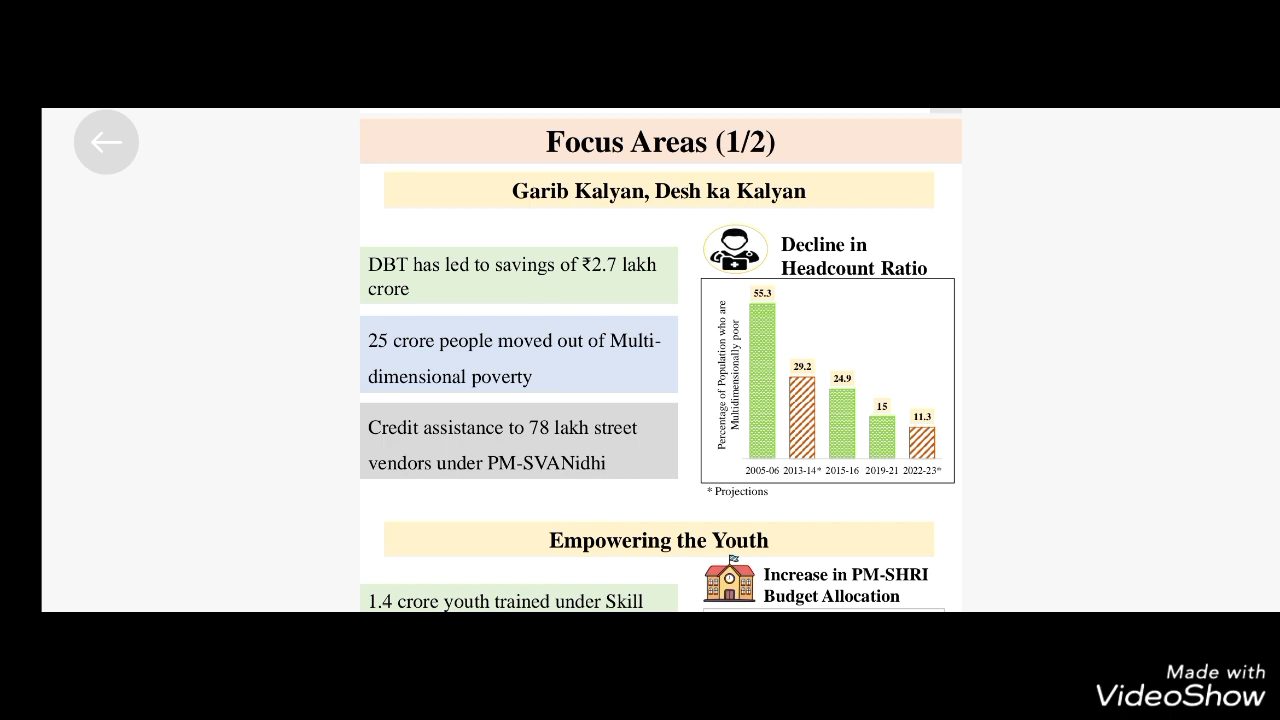 Focus Areas (1/2)
Garib Kalyan, Desh ka Kalyan
DBT has led to savings of ₹2.7 lakh
crore
25 crore people moved out of Multi-
dimensional poverty
Credit assistance to 78 lakh street
vendors under PM-SVANidhi
Decline in
Headcount Ratio
Percentage of Population who are
Multidimensionally poor
55.3
29.2
24.9
15
11.3
2005-06 2013-14* 2015-16 2019-21 2022-23*
* Projections
Empowering the Youth
1.4 crore youth trained under Skill
Increase in PM-SHRI
Budget Allocation
Made with
VideoShow